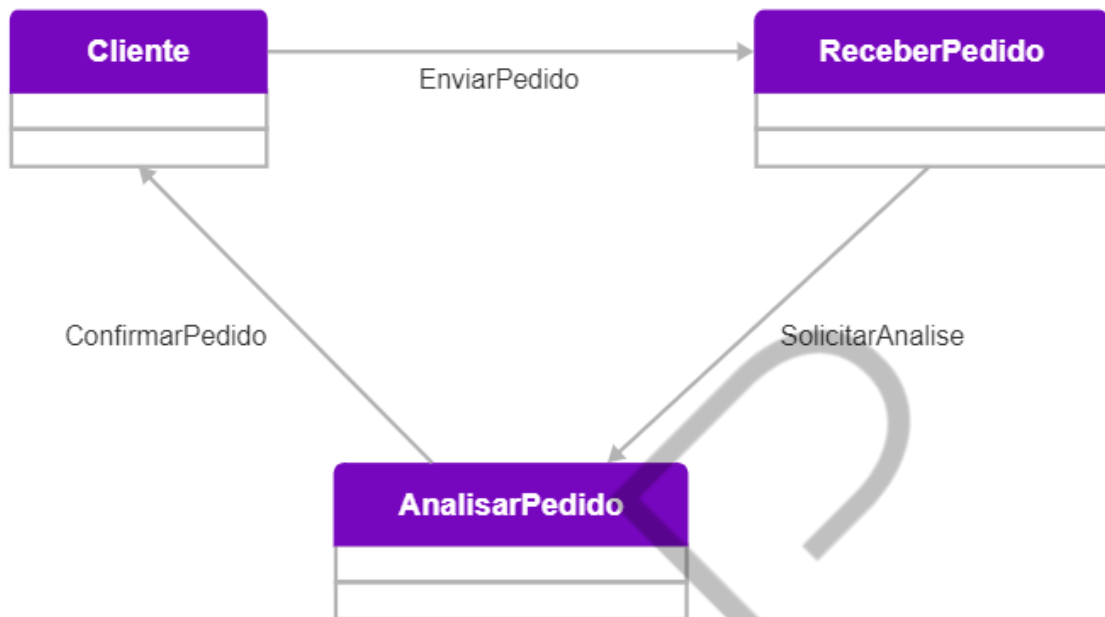 Cliente
ReceberPedido
EnviarPedido
ConfirmarPedido
SolicitarAnalise
AnalisarPedido